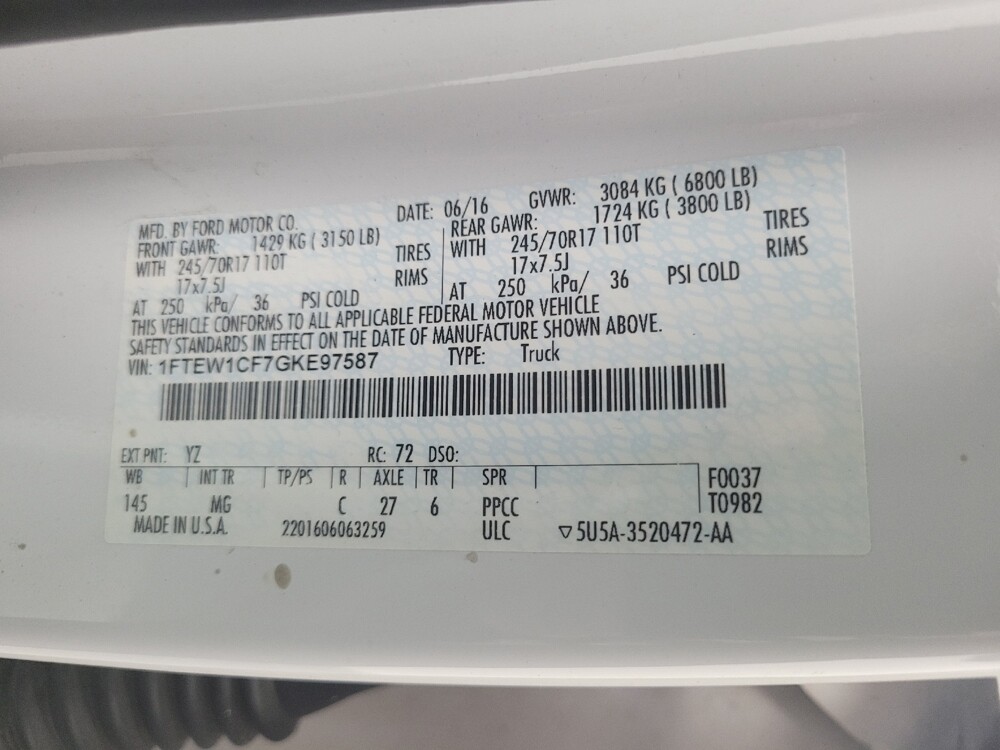 MFD. BY FORD MOTOR CO. DATE: 06/16 GVWR: 3084 KG ( 6800 LB)
FRONT GAWR: 1429 KG ( 3150 LB) REAR GAWR: 1724 KG ( 3800 LB)
WITH 245/70R17 110T TIRES WITH 245/70R17 110T TIRES
17x7.5J RIMS 17x7.5J RIMS
AT 250 kPa/ 36 PSI COLD AT 250 kPa/ 36 PSI COLD
THIS VEHICLE CONFORMS TO ALL APPLICABLE FEDERAL MOTOR VEHICLE
SAFETY STANDARDS IN EFFECT ON THE DATE OF MANUFACTURE SHOWN ABOVE.
VIN: 1FTEW1CF7GKE97587 TYPE: Truck
EXT PNT: YZ RC: 72 DSO:
WB INT TR TP/PS R AXLE TR SPR F0037
145 MG C 27 6 PPCC T0982
MADE IN U.S.A. 2201606063259 ULC ▽5U5A-3520472-AA